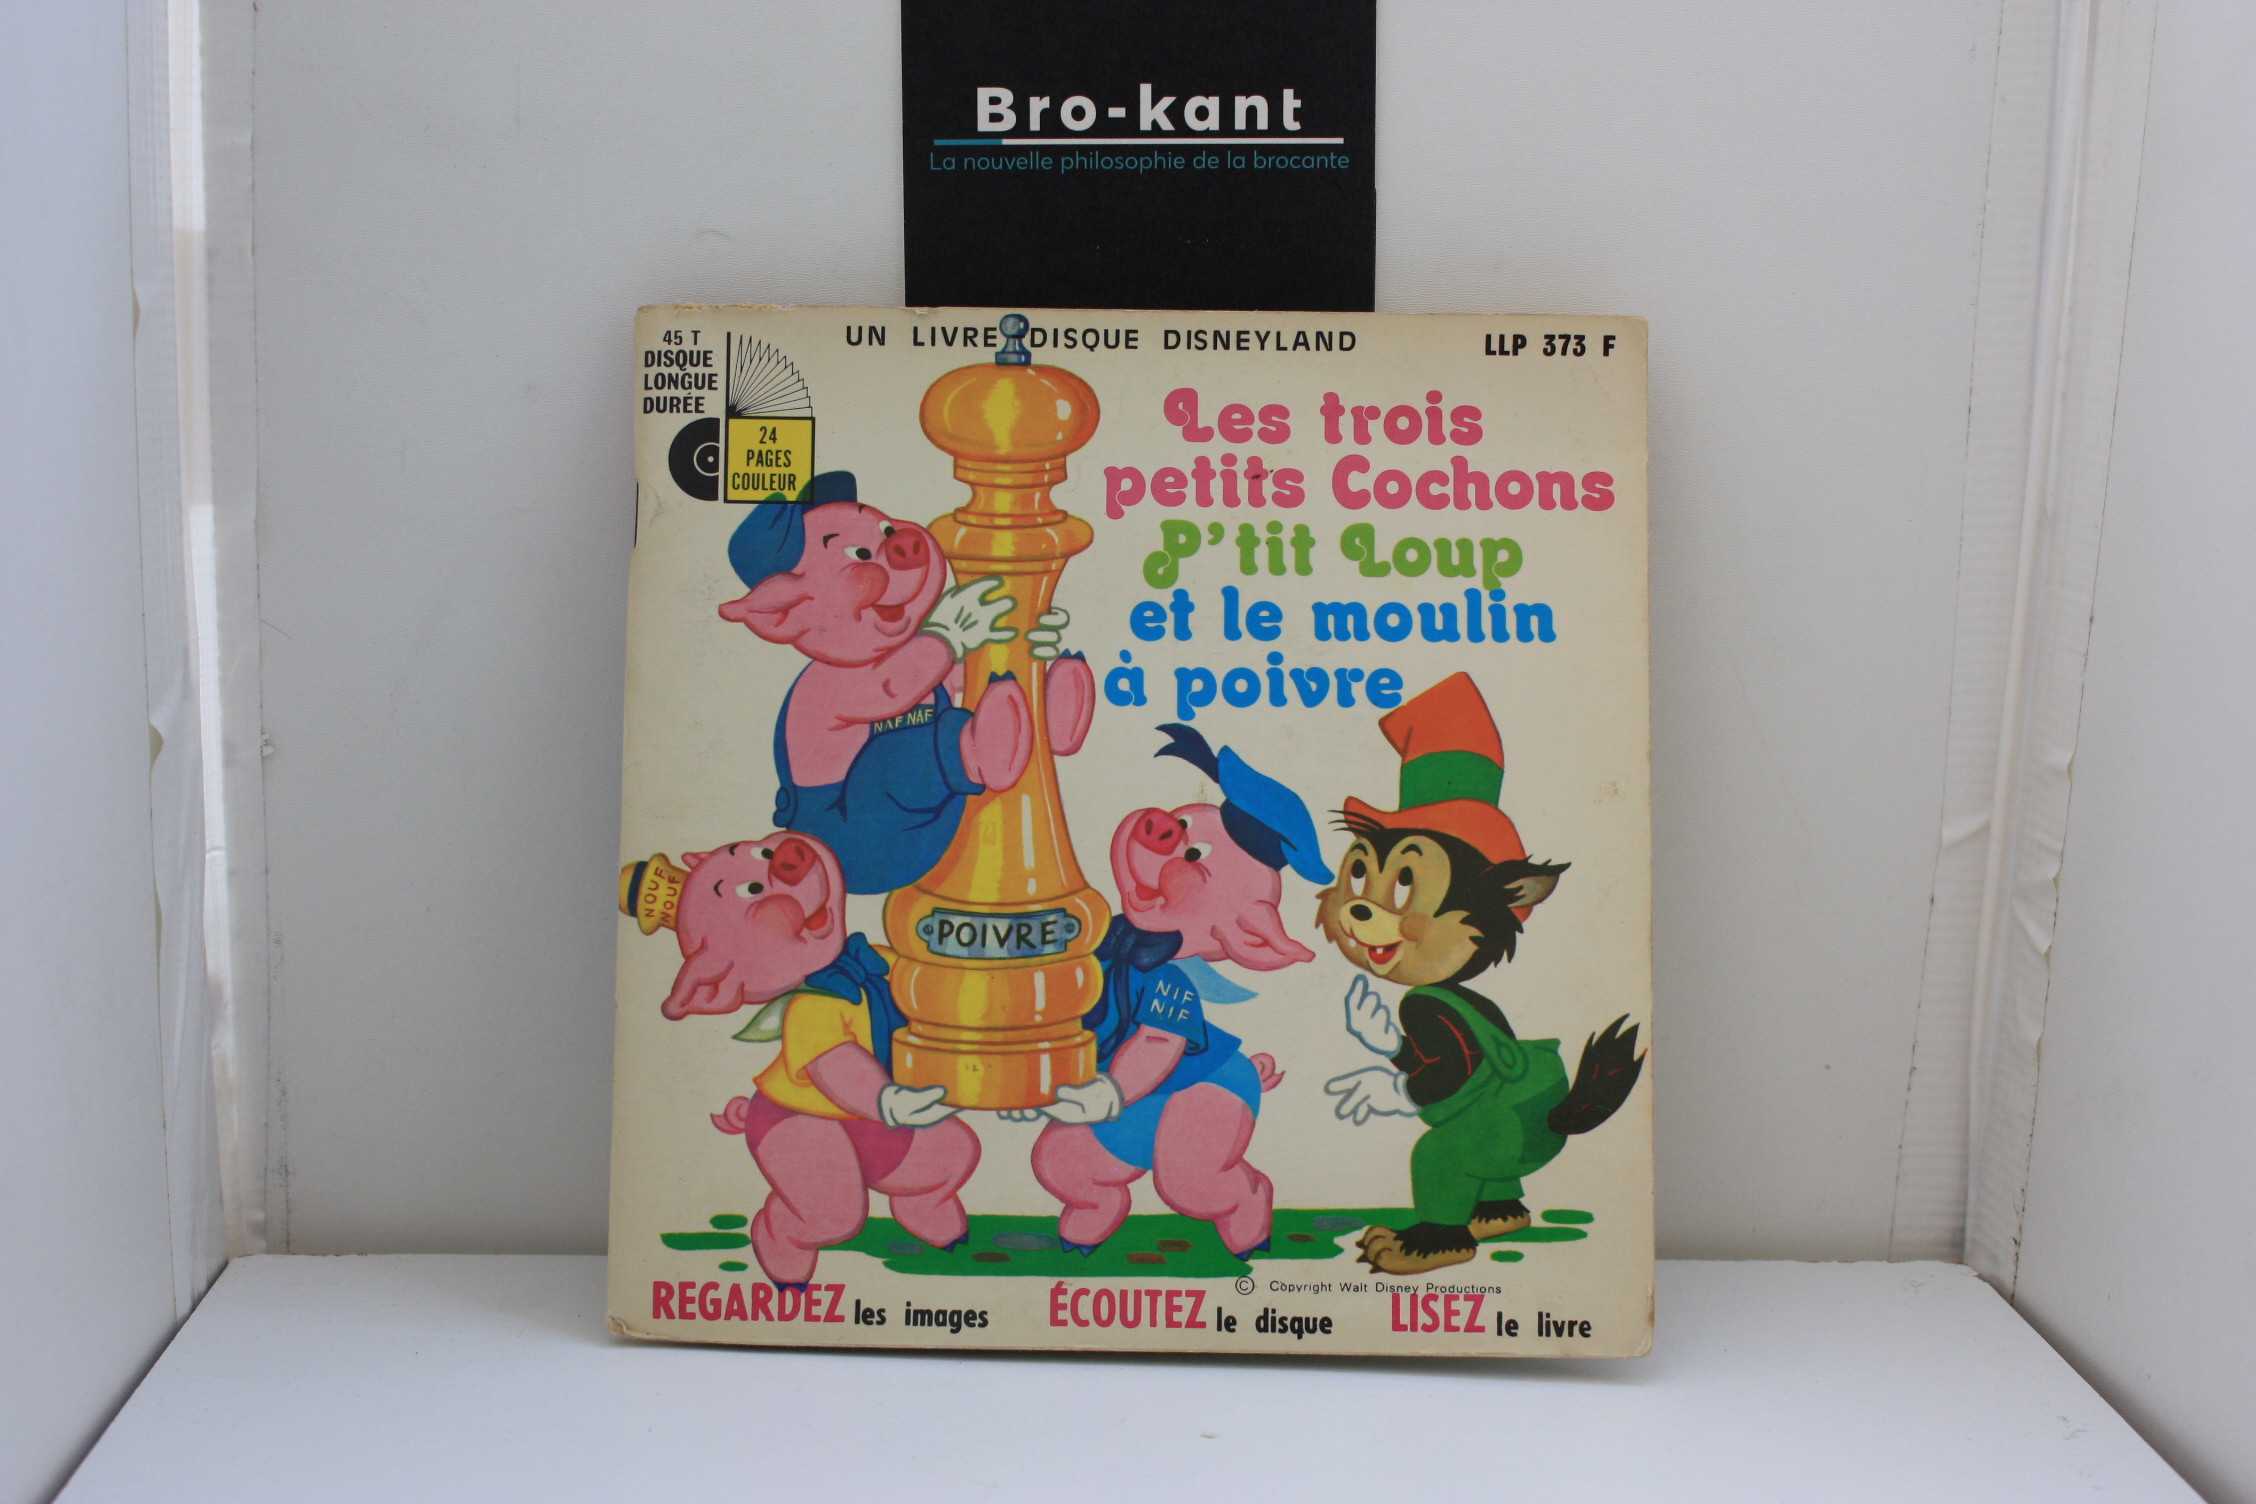 Bro-kant
La nouvelle philosophie de la brocante
45 T
DISQUE
LONGUE
DURÉE
24
PAGES
COULEUR
UN LIVRE DISQUE DISNEYLAND
LLP 373 F
Les trois
petits Cochons
P'tit Loup
et le moulin
à poivre
NAF NAF
NOUF
NOUF
POIVRE
NIF
NIF
© Copyright Walt Disney Productions
REGARDEZ les images
ÉCOUTEZ le disque
LISEZ le livre